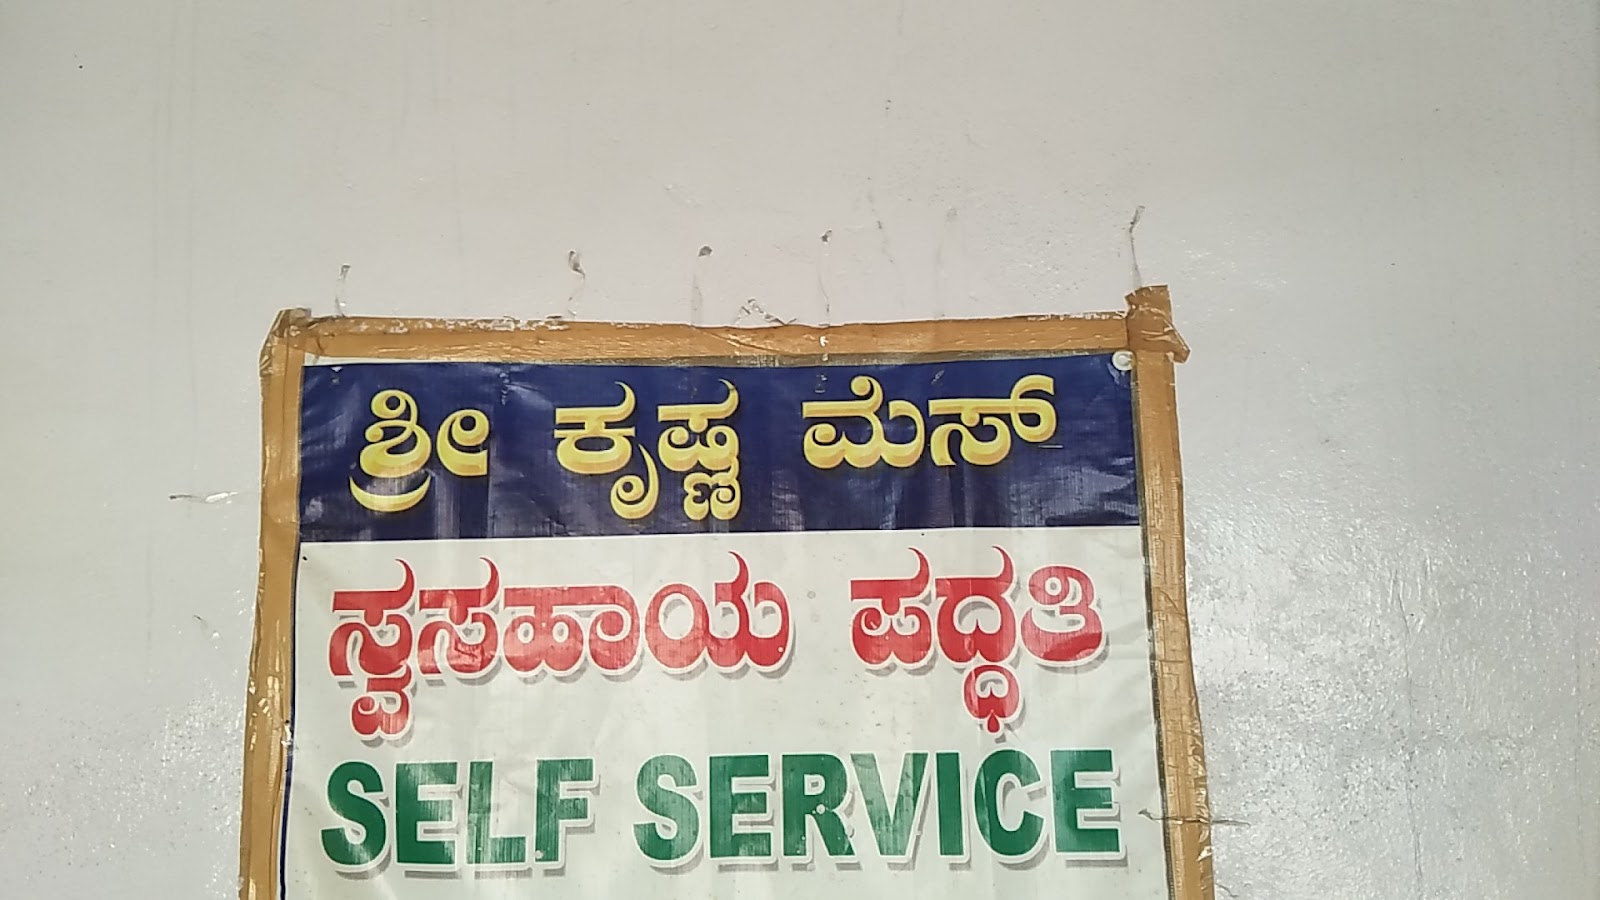 ಶ್ರೀ ಕೃಷ್ಣ ಮೆಸ್
ಸ್ವಸಹಾಯ ಪದ್ಧತಿ
SELF SERVICE